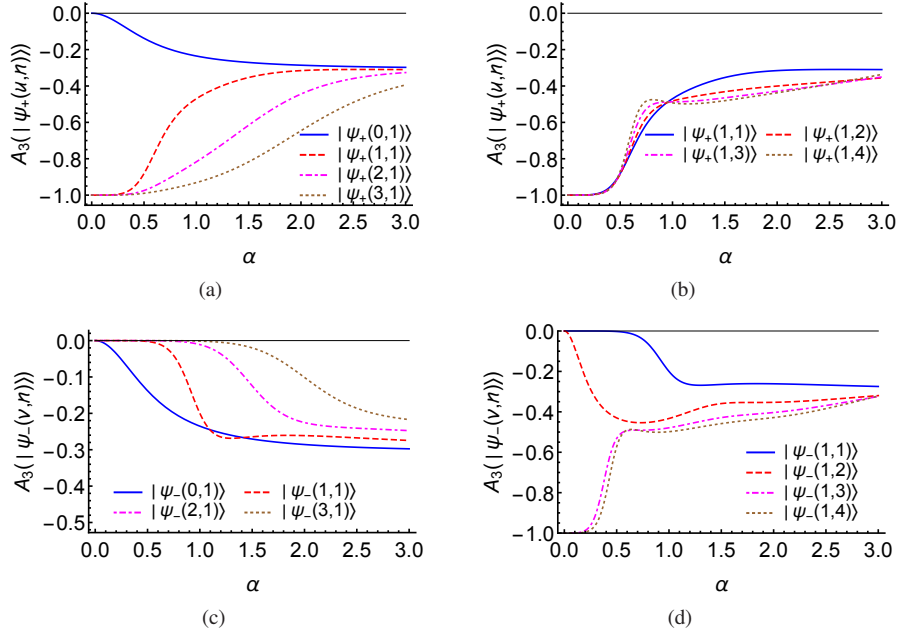 0.0
-0.2
-0.4
-0.6
-0.8
-1.0
A₃(|ψ₊(u,n)⟩)
0.0 0.5 1.0 1.5 2.0 2.5 3.0
α
|ψ₊(0,1)⟩
|ψ₊(1,1)⟩
|ψ₊(2,1)⟩
|ψ₊(3,1)⟩
(a)
0.0
-0.2
-0.4
-0.6
-0.8
-1.0
A₃(|ψ₊(u,n)⟩)
0.0 0.5 1.0 1.5 2.0 2.5 3.0
α
|ψ₊(1,1)⟩ |ψ₊(1,2)⟩
|ψ₊(1,3)⟩ |ψ₊(1,4)⟩
(b)
0.0
-0.1
-0.2
-0.3
-0.4
-0.5
A₃(|ψ₋(v,n)⟩)
0.0 0.5 1.0 1.5 2.0 2.5 3.0
α
|ψ₋(0,1)⟩ |ψ₋(1,1)⟩
|ψ₋(2,1)⟩ |ψ₋(3,1)⟩
(c)
0.0
-0.2
-0.4
-0.6
-0.8
-1.0
A₃(|ψ₋(v,n)⟩)
0.0 0.5 1.0 1.5 2.0 2.5 3.0
α
|ψ₋(1,1)⟩
|ψ₋(1,2)⟩
|ψ₋(1,3)⟩
|ψ₋(1,4)⟩
(d)